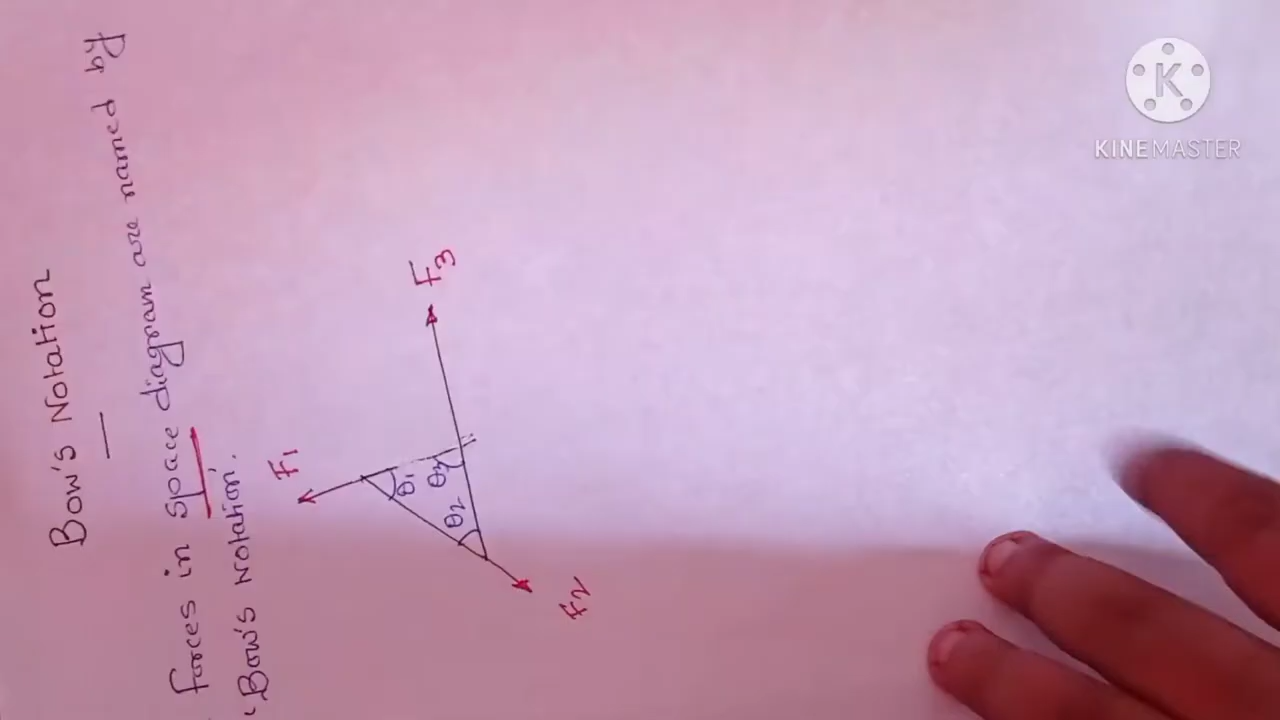 Bow's Notation
forces in space diagram are named by
'Bow's Notation'.
F1
F3
θ1
θ3
θ2
F2
K
KINEMASTER